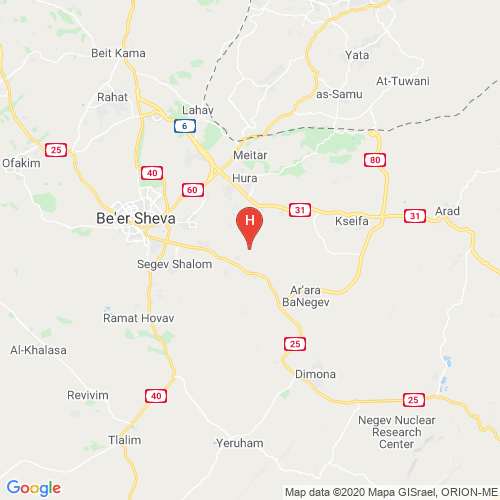 Yata
Beit Kama
At-Tuwani
as-Samu
Rahat
Lahav
6
25
Meitar
80
Ofakim
40
Hura
60
31
Arad
Be'er Sheva
H
Kseifa
31
Segev Shalom
Ar'ara
BaNegev
Ramat Hovav
25
Al-Khalasa
Dimona
Revivim
40
25
Negev Nuclear
Research
Center
Tlalim
Yeruham
Google
Map data ©2020 Mapa GISrael, ORION-ME